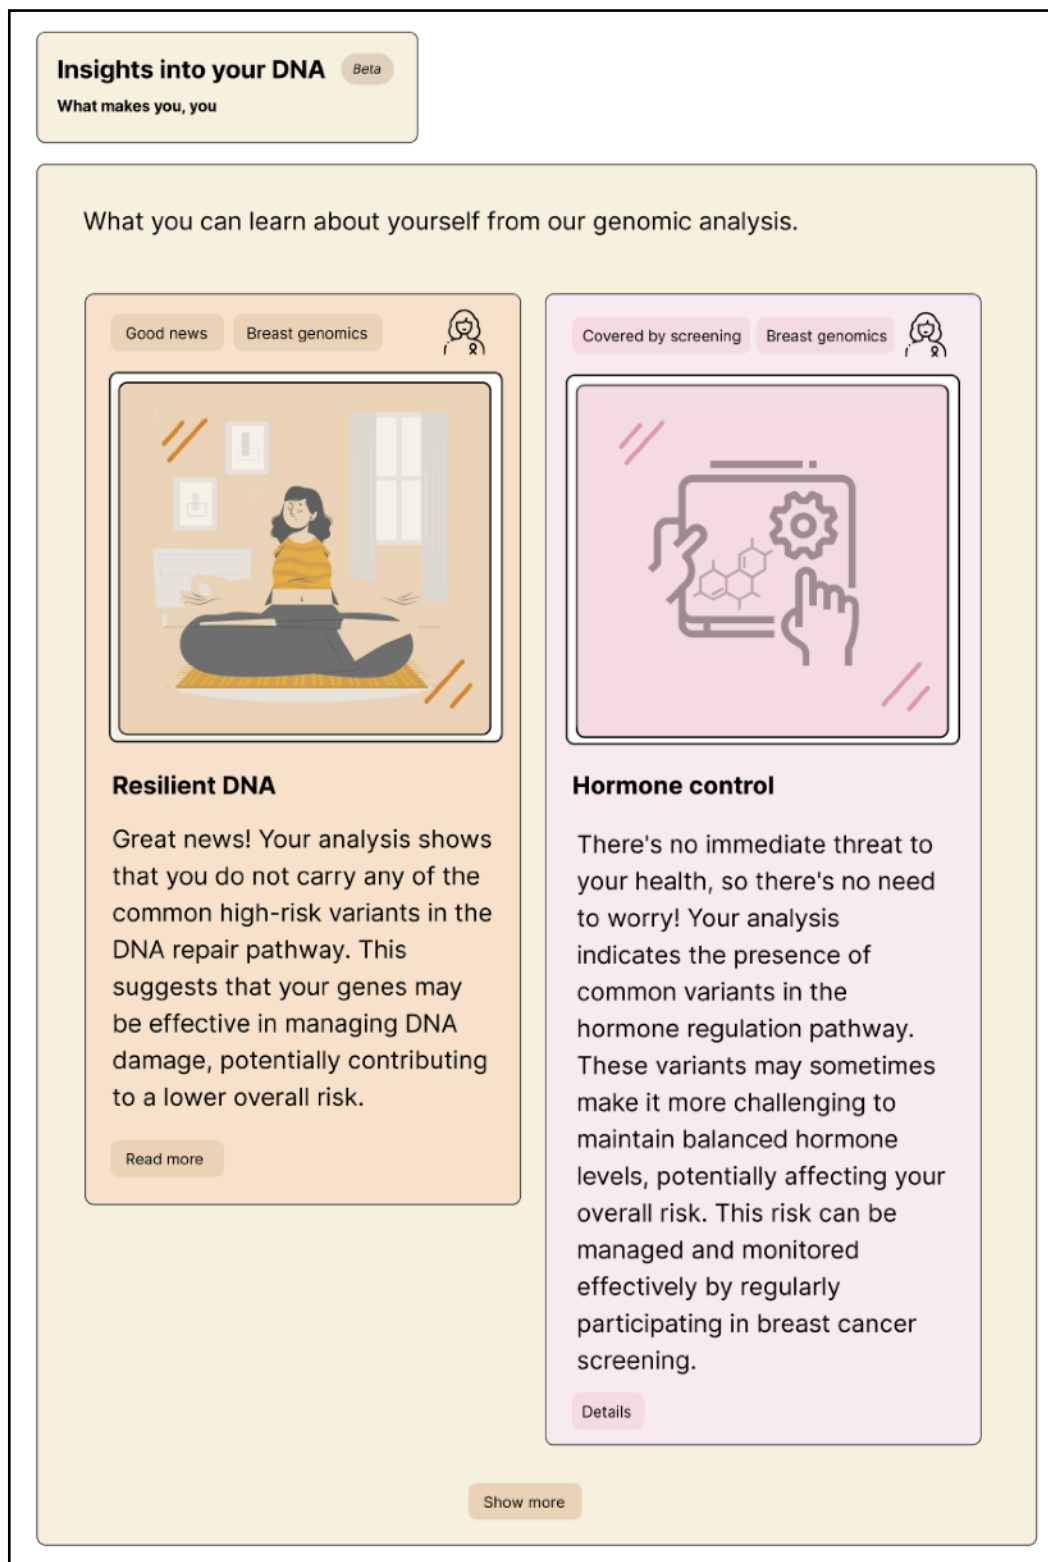 Insights into your DNA Beta
What makes you, you
What you can learn about yourself from our genomic analysis.
Good news Breast genomics
Resilient DNA
Great news! Your analysis shows
that you do not carry any of the
common high-risk variants in the
DNA repair pathway. This
suggests that your genes may
be effective in managing DNA
damage, potentially contributing
to a lower overall risk.
Read more
Covered by screening Breast genomics
Hormone control
There's no immediate threat to
your health, so there's no need
to worry! Your analysis
indicates the presence of
common variants in the
hormone regulation pathway.
These variants may sometimes
make it more challenging to
maintain balanced hormone
levels, potentially affecting your
overall risk. This risk can be
managed and monitored
effectively by regularly
participating in breast cancer
screening.
Details
Show more